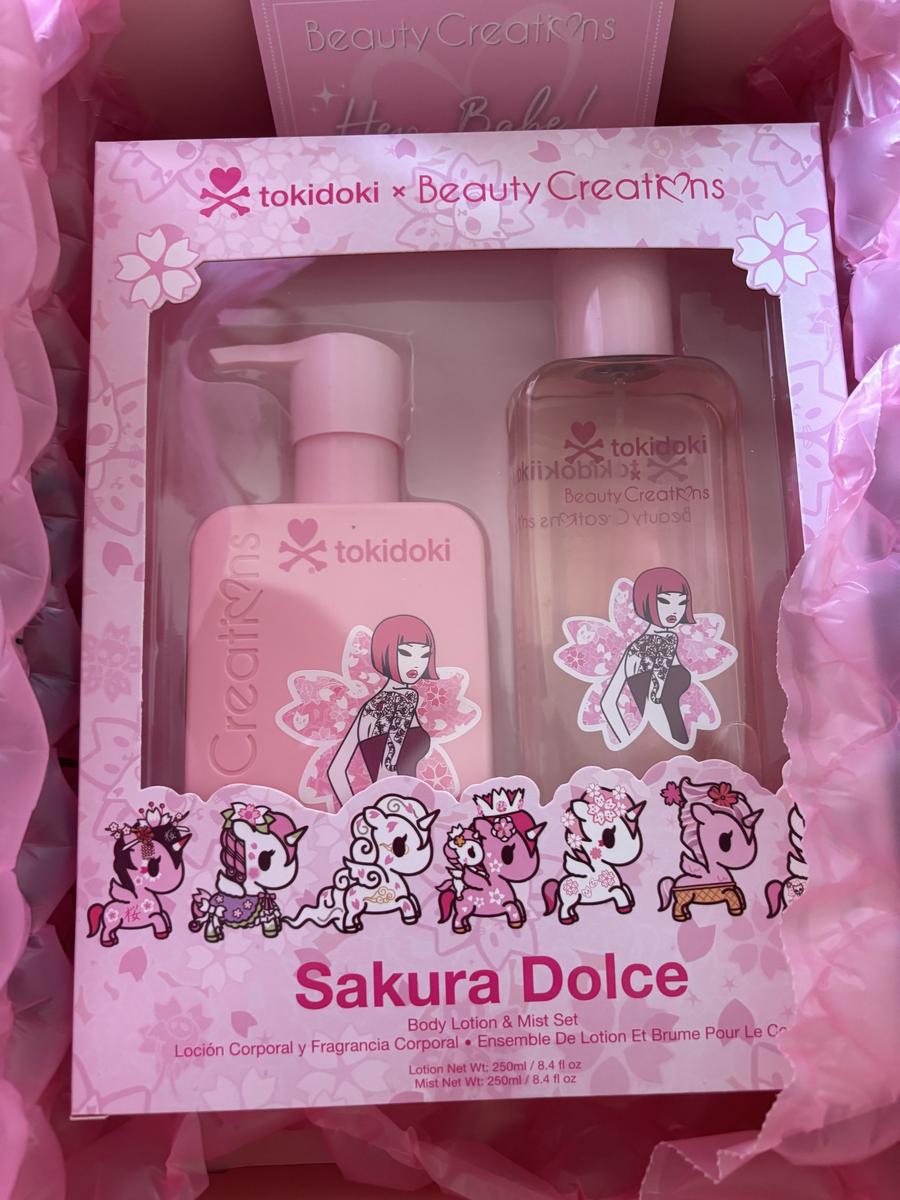 Beauty Creations
Hey, Babe!
tokidoki × Beauty Creations
tokidoki
Creations
tokidoki
Beauty Creations
桜
Sakura Dolce
Body Lotion & Mist Set
Loción Corporal y Fragrancia Corporal • Ensemble De Lotion Et Brume Pour Le
Lotion Net Wt: 250ml / 8.4 fl oz
Mist Net Wt: 250ml / 8.4 fl oz